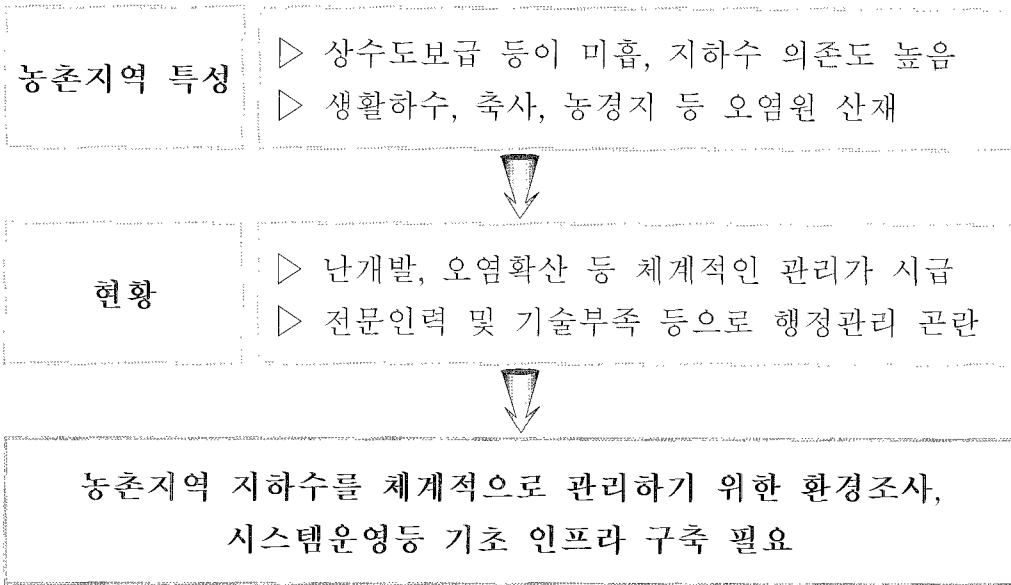 농촌지역 특성
▷ 상수도보급 등이 미흡, 지하수 의존도 높음
▷ 생활하수, 축사, 농경지 등 오염원 산재
현황
▷ 난개발, 오염확산 등 체계적인 관리가 시급
▷ 전문인력 및 기술부족 등으로 행정관리 곤란
농촌지역 지하수를 체계적으로 관리하기 위한 환경조사,
시스템운영등 기초 인프라 구축 필요